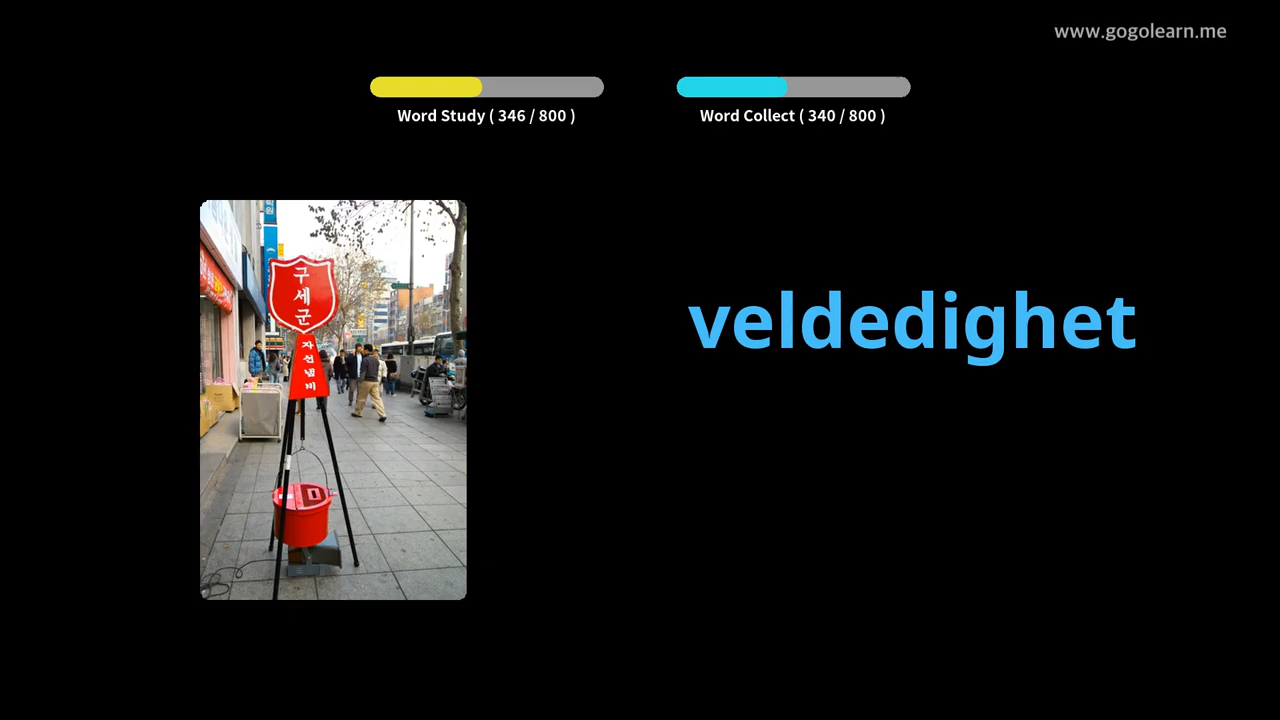 www.gogolearn.me
Word Study ( 346 / 800 )
Word Collect ( 340 / 800 )
구세군
자선냄비
veldedighet